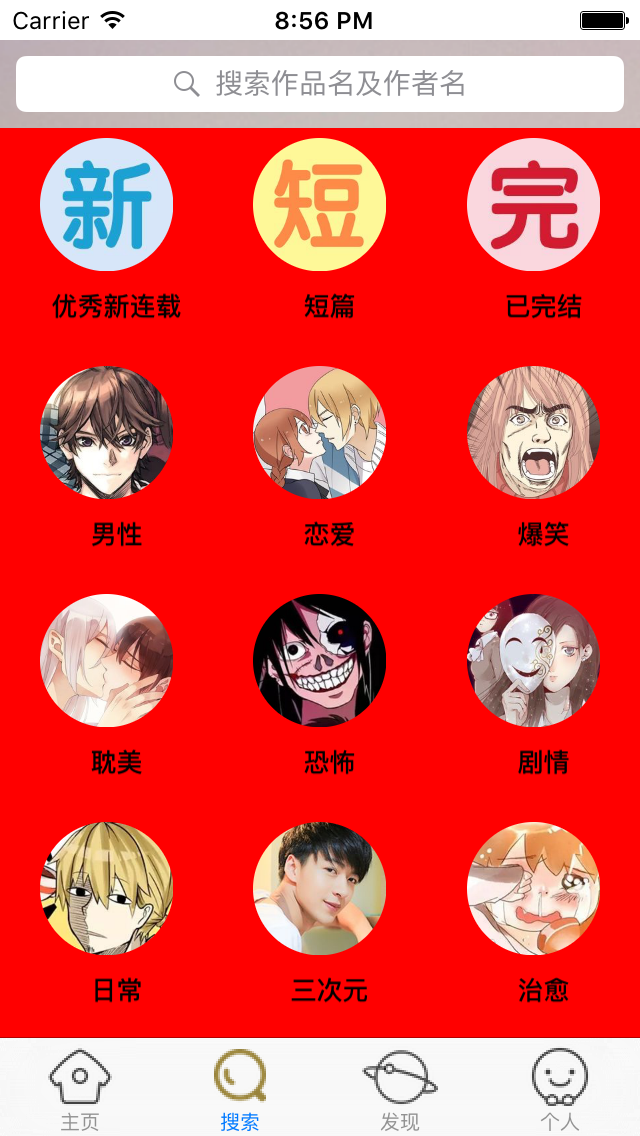 Carrier 8:56 PM
搜索作品名及作者名
新 短 完
优秀新连载 短篇 已完结
男性 恋爱 爆笑
耽美 恐怖 剧情
日常 三次元 治愈
主页 搜索 发现 个人